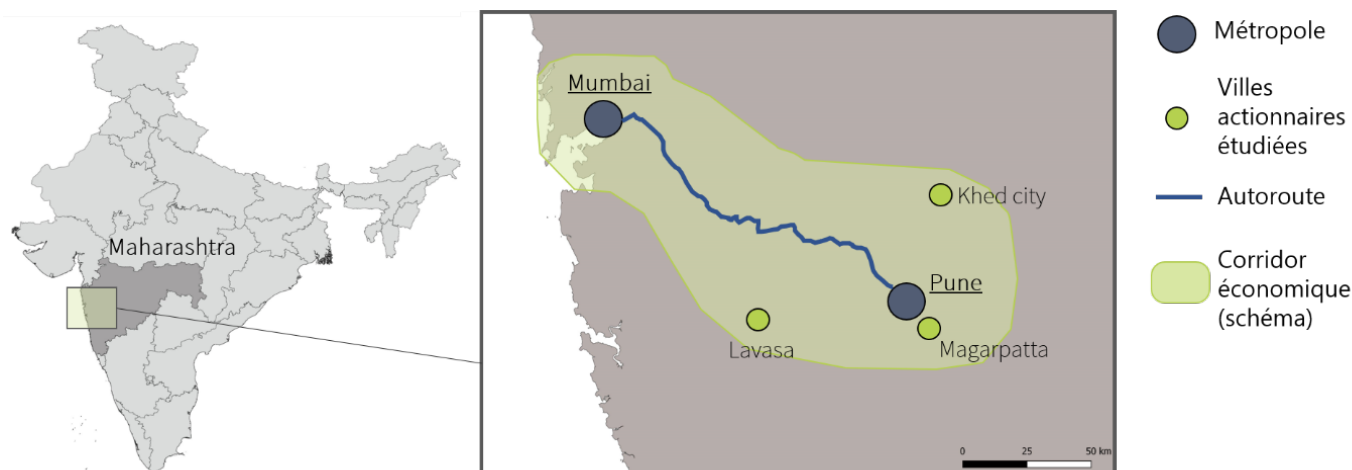 Maharashtra
Mumbai
Khed city
Pune
Lavasa
Magarpatta
0 25 50 km
Métropole
Villes
actionnaires
étudiées
Autoroute
Corridor
économique
(schéma)